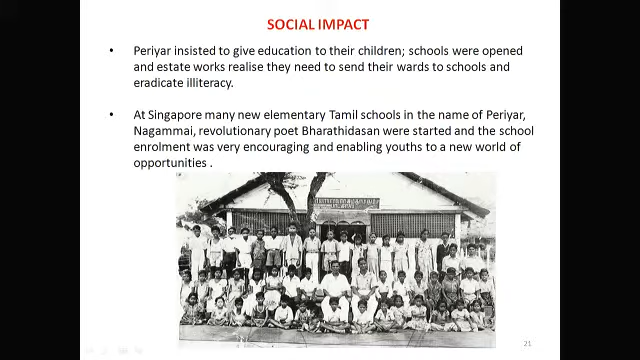 SOCIAL IMPACT
• Periyar insisted to give education to their children; schools were opened
and estate works realise they need to send their wards to schools and
eradicate illiteracy.
• At Singapore many new elementary Tamil schools in the name of Periyar,
Nagammai, revolutionary poet Bharathidasan were started and the school
enrolment was very encouraging and enabling youths to a new world of
opportunities .
21